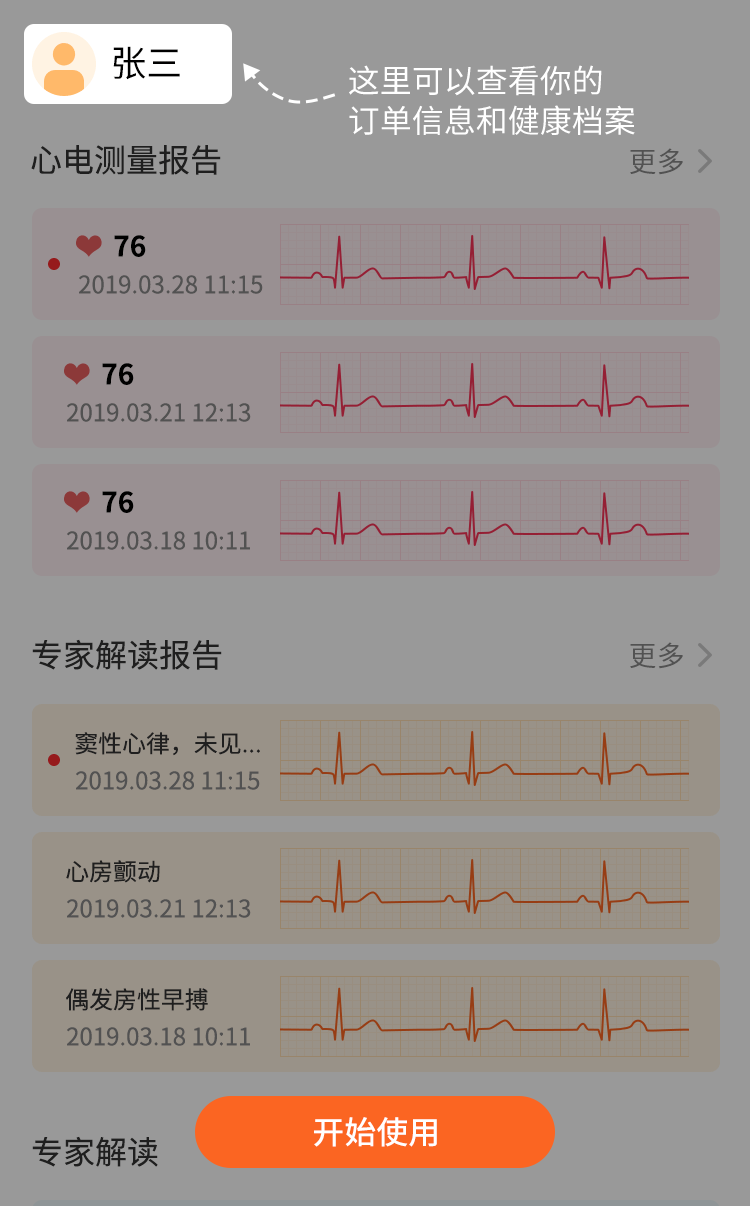 张三
这里可以查看你的
订单信息和健康档案
心电测量报告
更多
76
2019.03.28 11:15
76
2019.03.21 12:13
76
2019.03.18 10:11
专家解读报告
更多
窦性心律，未见...
2019.03.28 11:15
心房颤动
2019.03.21 12:13
偶发房性早搏
2019.03.18 10:11
开始使用
专家解读